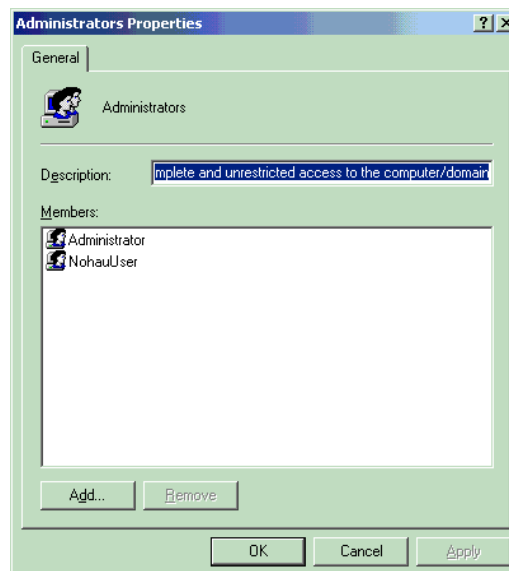 Administrators Properties
General
Administrators
Description: mplete and unrestricted access to the computer/domain
Members:
Administrator
NohauUser
Add... Remove
OK Cancel Apply